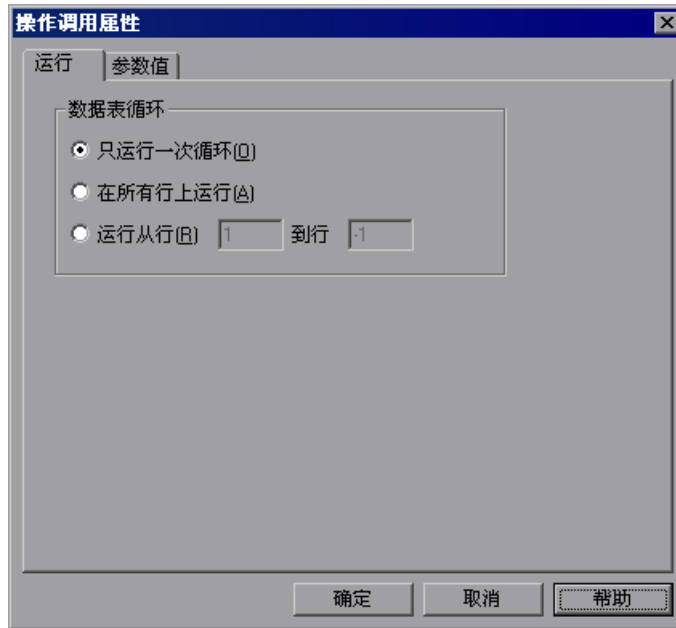 操作调用属性
运行 参数值
数据表循环
只运行一次循环(O)
在所有行上运行(A)
运行从行(R) 1 到行 -1
确定 取消 帮助